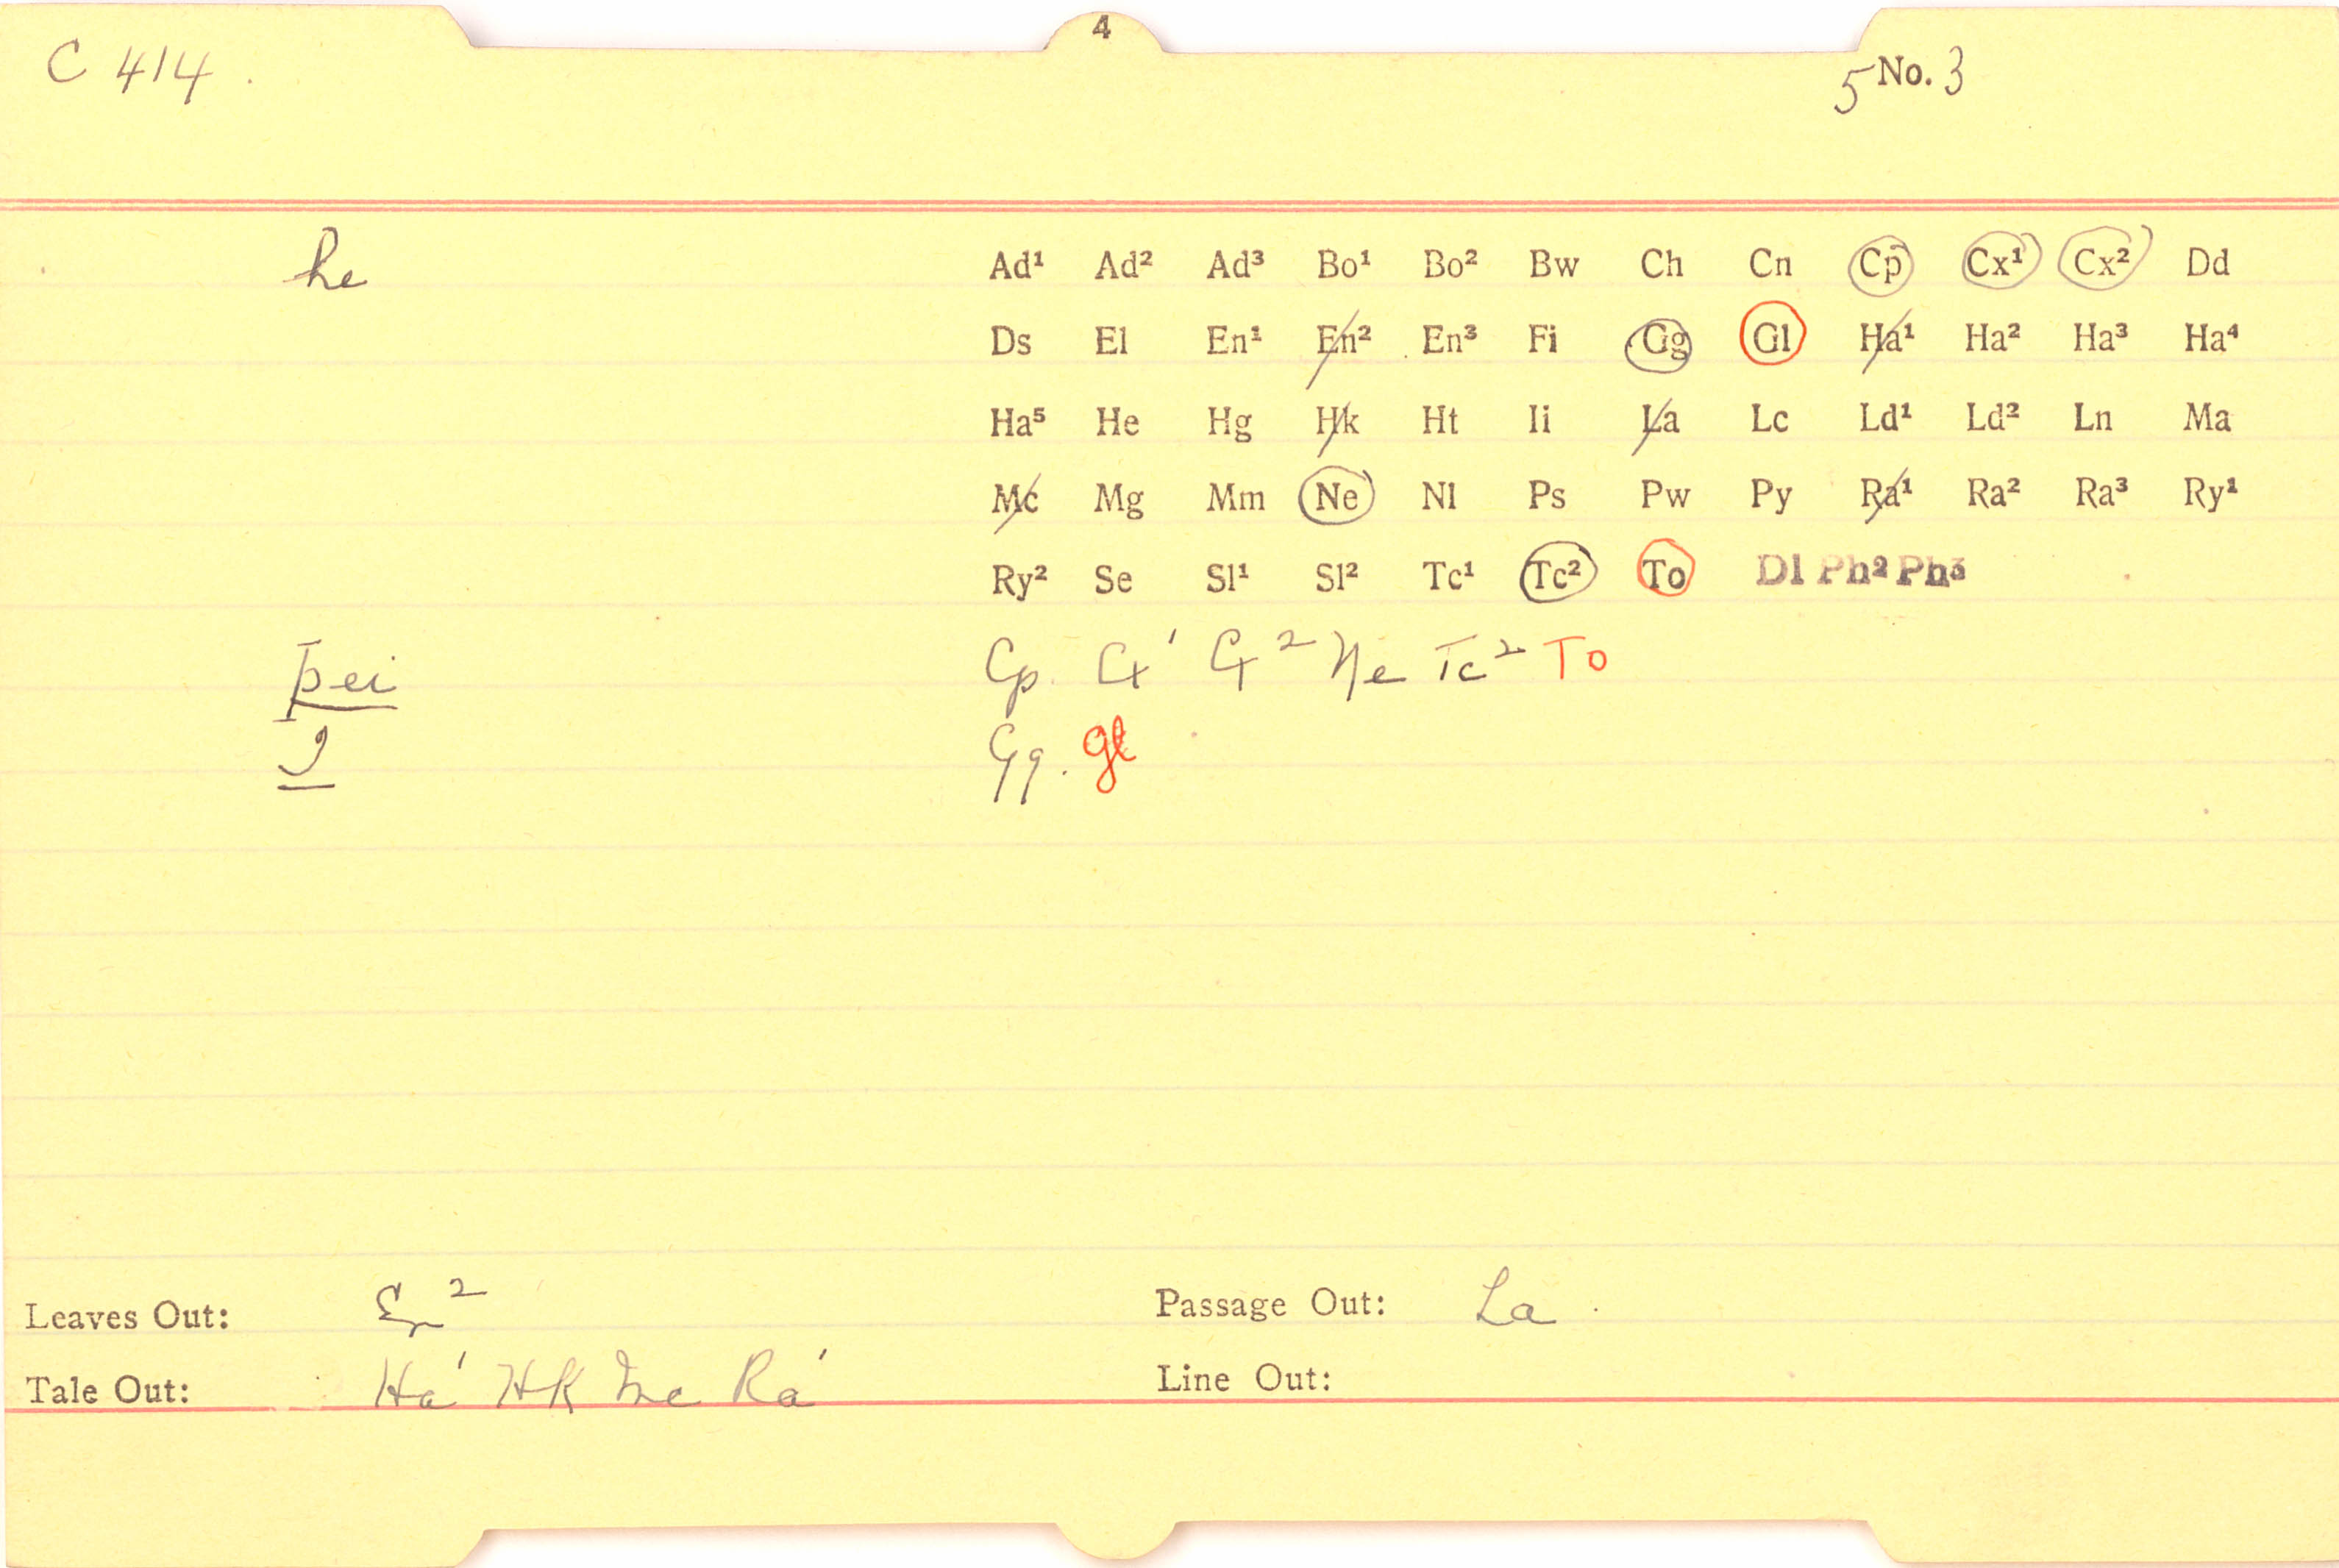 4
C 414.
5 No. 3
he Ad¹ Ad² Ad³ Bo¹ Bo² Bw Ch Cn Cp Cx¹ Cx² Dd
Ds El En¹ En² En³ Fi Gg Gl Ha¹ Ha² Ha³ Ha⁴
Ha⁵ He Hg Hk Ht Ii La Lc Ld¹ Ld² Ln Ma
Mc Mg Mm Ne Nl Ps Pw Py Ra¹ Ra² Ra³ Ry¹
Ry² Se Sl¹ Sl² Tc¹ Tc² To Dl Ph² Ph³
þei Cp. Cx¹ Cx² Ne Tc² To
Gg. Gl
Leaves Out: En² Passage Out: La.
Tale Out: Ha¹ Hk Mc Ra¹ Line Out: